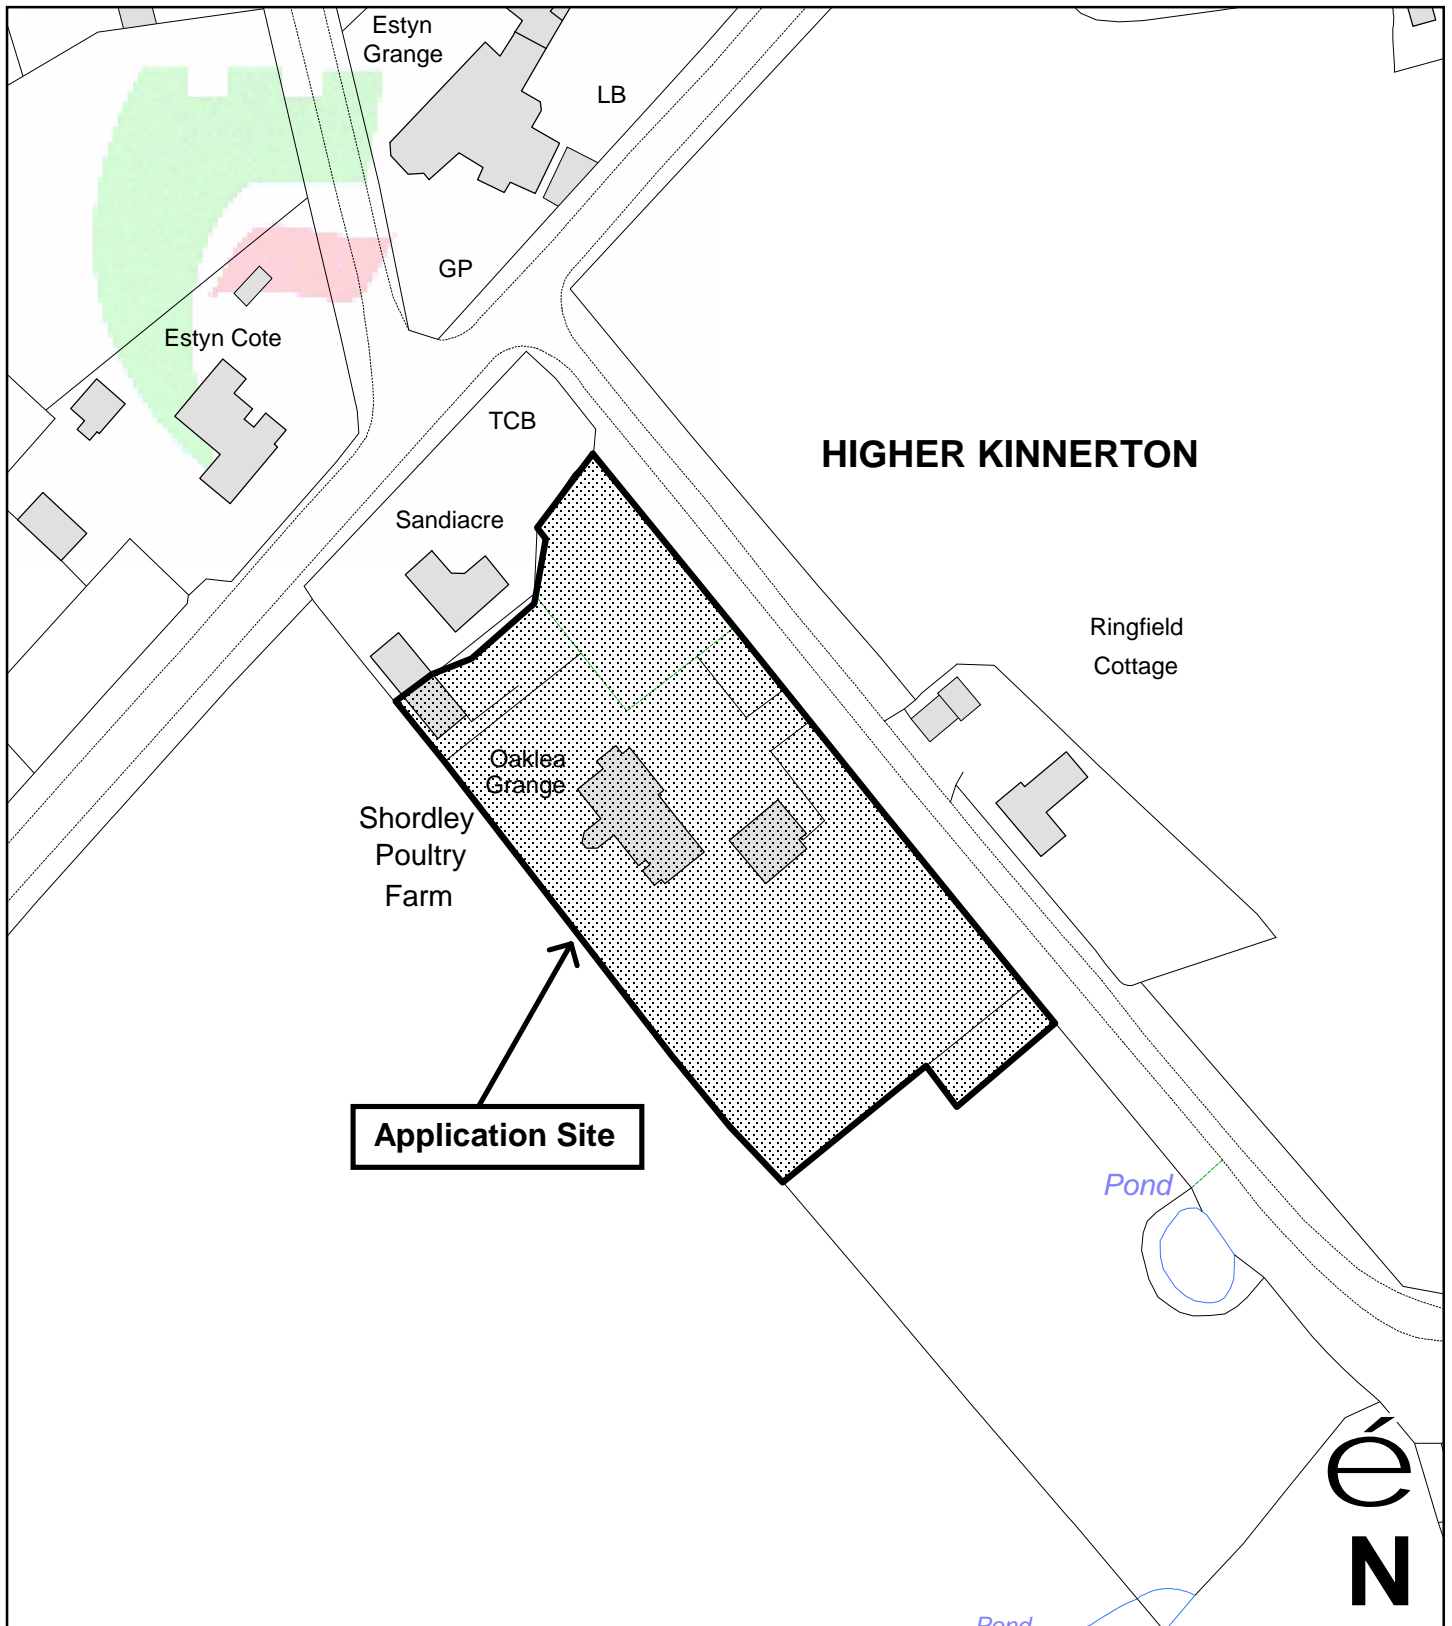 Estyn
Grange
LB
GP
Estyn Cote
TCB
HIGHER KINNERTON
Sandiacre
Ringfield
Cottage
Oaklea
Grange
Shordley
Poultry
Farm
Application Site
Pond
é
N
Pond